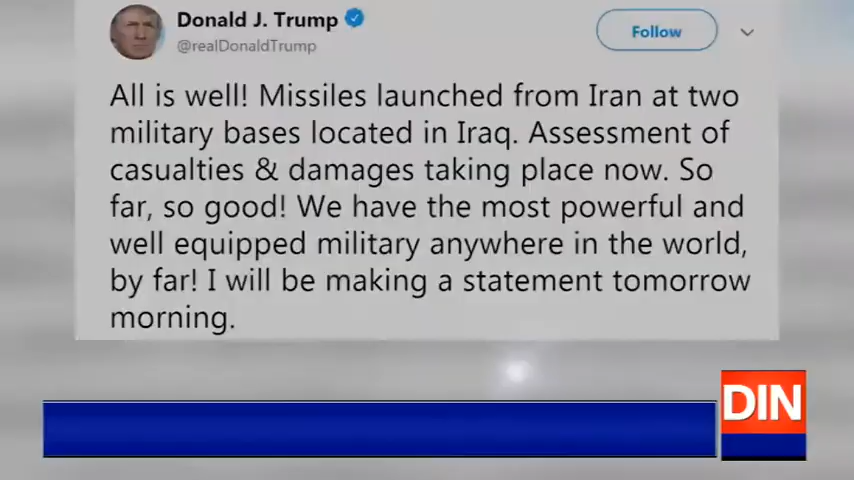 Donald J. Trump
@realDonaldTrump
Follow
All is well! Missiles launched from Iran at two
military bases located in Iraq. Assessment of
casualties & damages taking place now. So
far, so good! We have the most powerful and
well equipped military anywhere in the world,
by far! I will be making a statement tomorrow
morning.
DIN